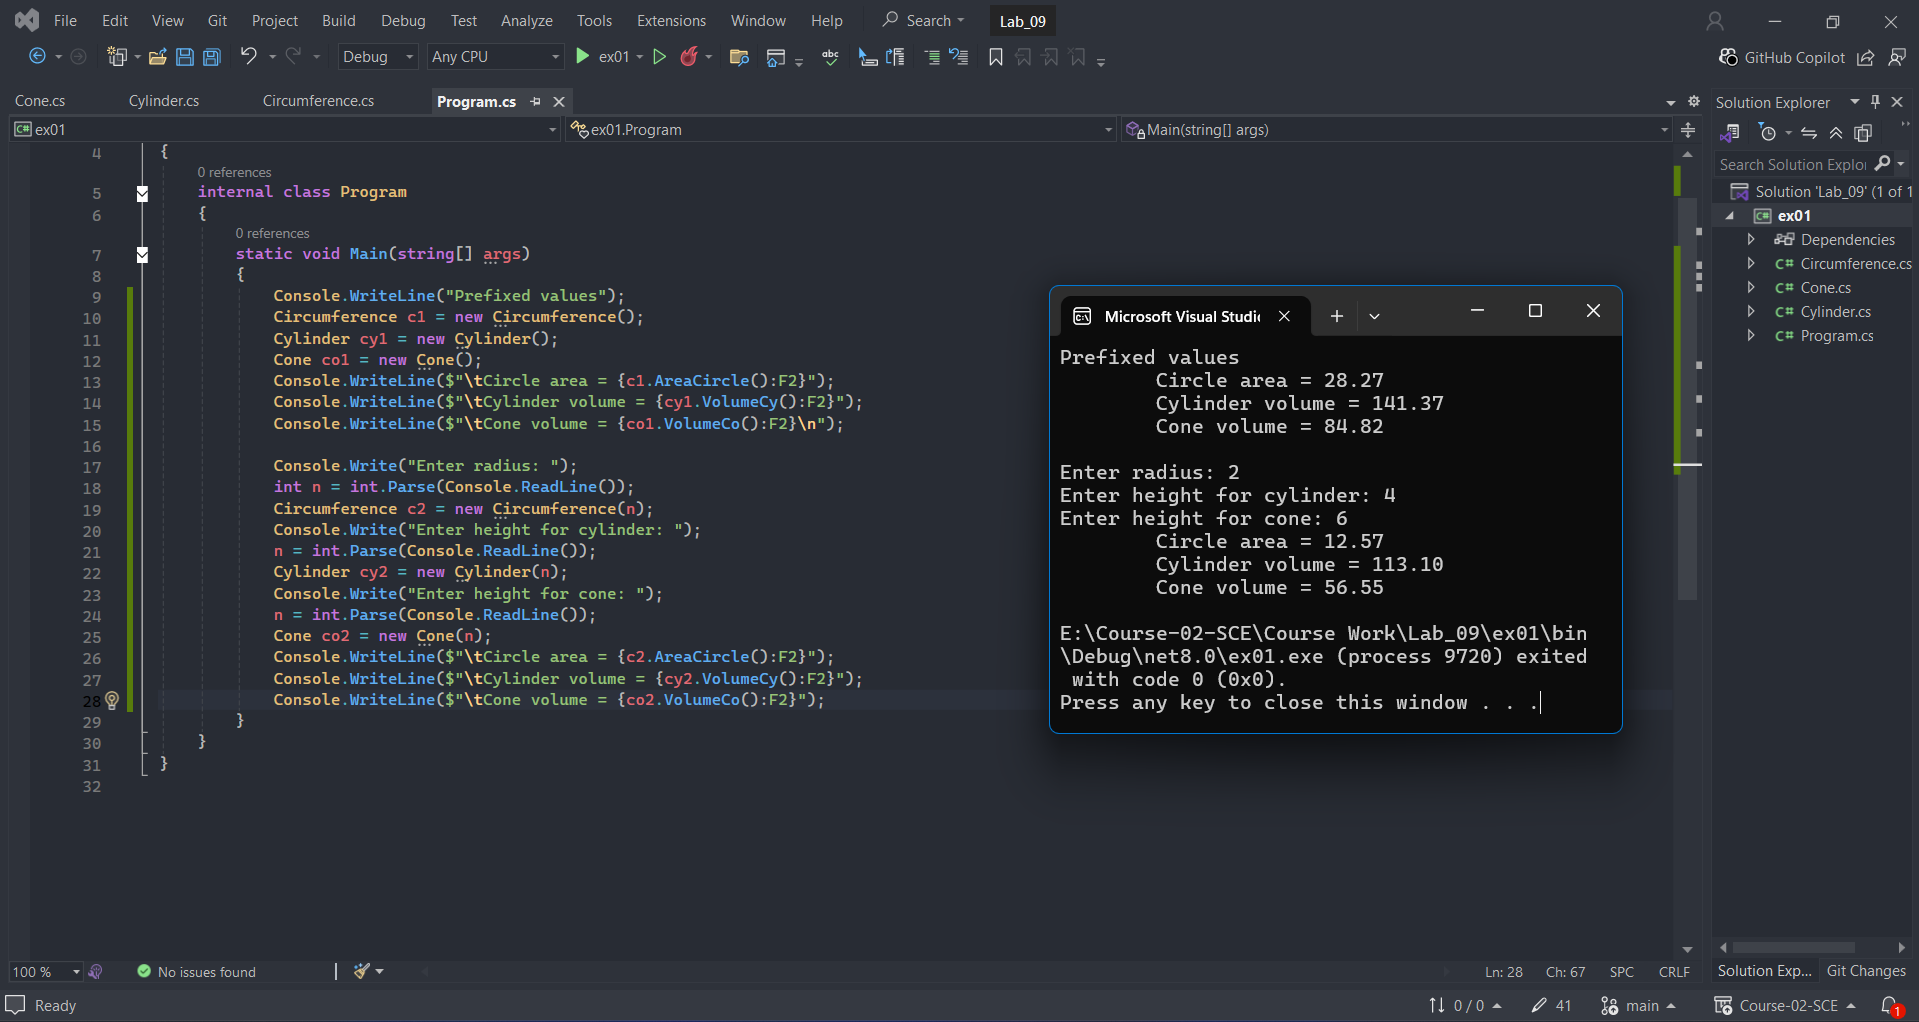 File Edit View Git Project Build Debug Test Analyze Tools Extensions Window Help Search Lab_09
Debug Any CPU ex01 abc GitHub Copilot
Cone.cs Cylinder.cs Circumference.cs Program.cs
C# ex01 ex01.Program Main(string[] args)
4 {
0 references
5 internal class Program
6 {
0 references
7 static void Main(string[] args)
8 {
9 Console.WriteLine("Prefixed values");
10 Circumference c1 = new Circumference();
11 Cylinder cy1 = new Cylinder();
12 Cone co1 = new Cone();
13 Console.WriteLine($"\tCircle area = {c1.AreaCircle():F2}");
14 Console.WriteLine($"\tCylinder volume = {cy1.VolumeCy():F2}");
15 Console.WriteLine($"\tCone volume = {co1.VolumeCo():F2}\n");
16
17 Console.Write("Enter radius: ");
18 int n = int.Parse(Console.ReadLine());
19 Circumference c2 = new Circumference(n);
20 Console.Write("Enter height for cylinder: ");
21 n = int.Parse(Console.ReadLine());
22 Cylinder cy2 = new Cylinder(n);
23 Console.Write("Enter height for cone: ");
24 n = int.Parse(Console.ReadLine());
25 Cone co2 = new Cone(n);
26 Console.WriteLine($"\tCircle area = {c2.AreaCircle():F2}");
27 Console.WriteLine($"\tCylinder volume = {cy2.VolumeCy():F2}");
28 Console.WriteLine($"\tCone volume = {co2.VolumeCo():F2}");
29 }
30 }
31 }
32
Microsoft Visual Studi
Prefixed values
Circle area = 28.27
Cylinder volume = 141.37
Cone volume = 84.82
Enter radius: 2
Enter height for cylinder: 4
Enter height for cone: 6
Circle area = 12.57
Cylinder volume = 113.10
Cone volume = 56.55
E:\Course-02-SCE\Course Work\Lab_09\ex01\bin
\Debug\net8.0\ex01.exe (process 9720) exited
with code 0 (0x0).
Press any key to close this window . . .
Solution Explorer
Search Solution Explo
Solution 'Lab_09' (1 of 1
C# ex01
Dependencies
C# Circumference.cs
C# Cone.cs
C# Cylinder.cs
C# Program.cs
Solution Exp... Git Changes
100 % No issues found Ln: 28 Ch: 67 SPC CRLF
Ready 0 / 0 41 main Course-02-SCE 1